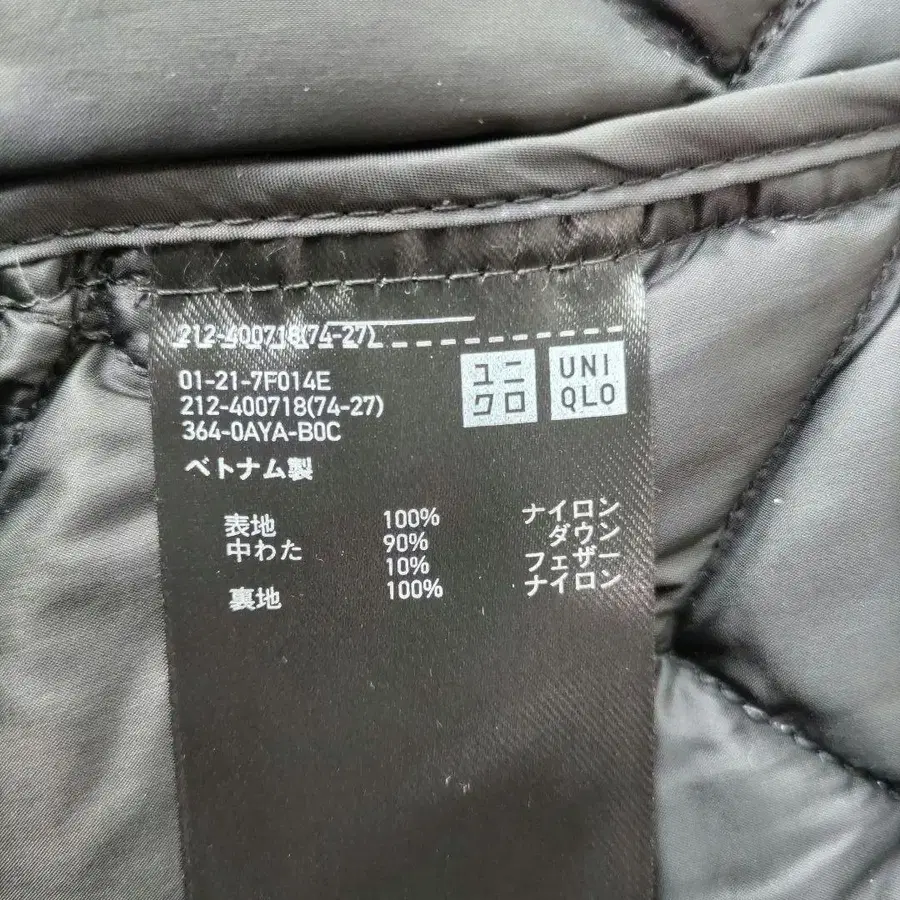 212-400718(74-27)
01-21-7F014E
212-400718(74-27)
364-0AYA-B0C
ユニ
クロ
UNI
QLO
ベトナム製
表地 100% ナイロン
中わた 90% ダウン
10% フェザー
裏地 100% ナイロン